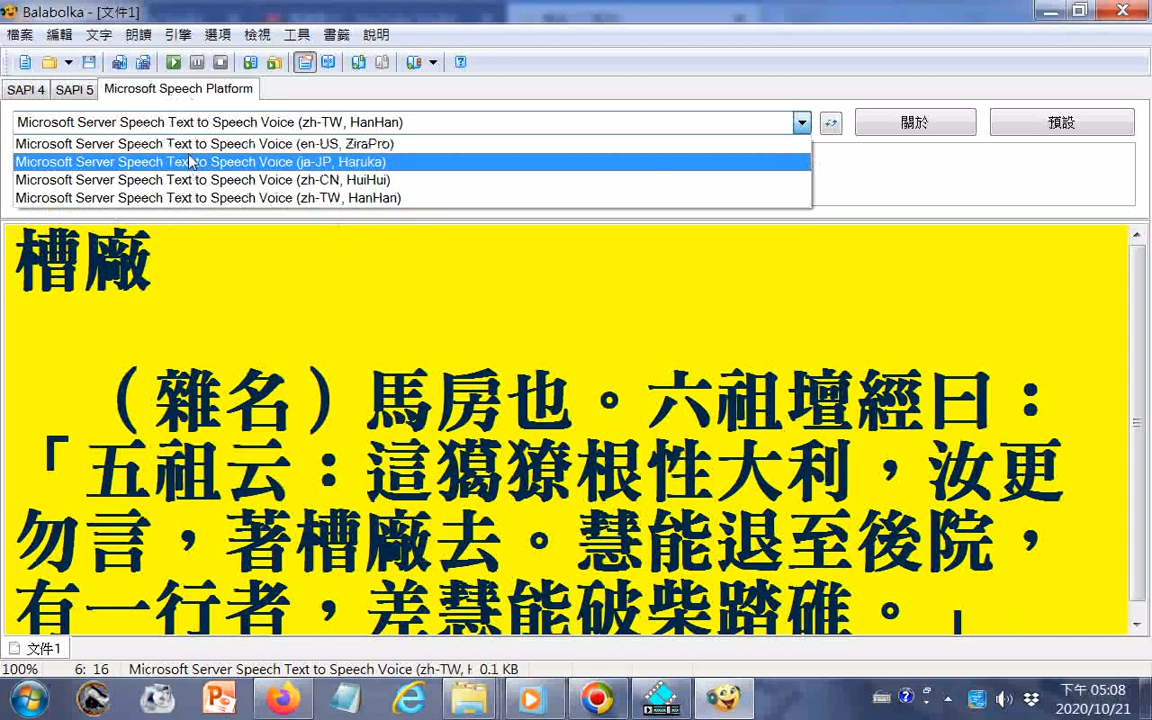 Balabolka - [文件1]
檔案 編輯 文字 朗讀 引擎 選項 檢視 工具 書籤 說明
SAPI 4 SAPI 5 Microsoft Speech Platform
Microsoft Server Speech Text to Speech Voice (zh-TW, HanHan) 關於 預設
Microsoft Server Speech Text to Speech Voice (en-US, ZiraPro)
Microsoft Server Speech Text to Speech Voice (ja-JP, Haruka)
Microsoft Server Speech Text to Speech Voice (zh-CN, HuiHui)
Microsoft Server Speech Text to Speech Voice (zh-TW, HanHan)
槽廠
（雜名）馬房也。六祖壇經曰：
「五祖云：這獦獠根性大利，汝更
勿言，著槽廠去。慧能退至後院，
有一行者，差慧能破柴踏碓。」
文件1
100% 6: 16 Microsoft Server Speech Text to Speech Voice (zh-TW, H 0.1 KB
下午 05:08
2020/10/21